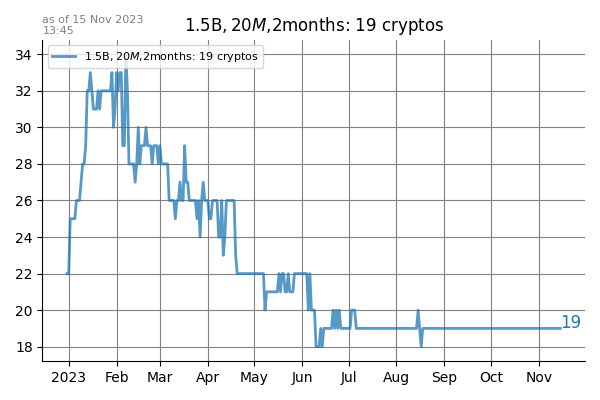 as of 15 Nov 2023
13:45
1.5B, 20M,2months: 19 cryptos
1.5B, 20M,2months: 19 cryptos
34
32
30
28
26
24
22
20
18
19
2023 Feb Mar Apr May Jun Jul Aug Sep Oct Nov